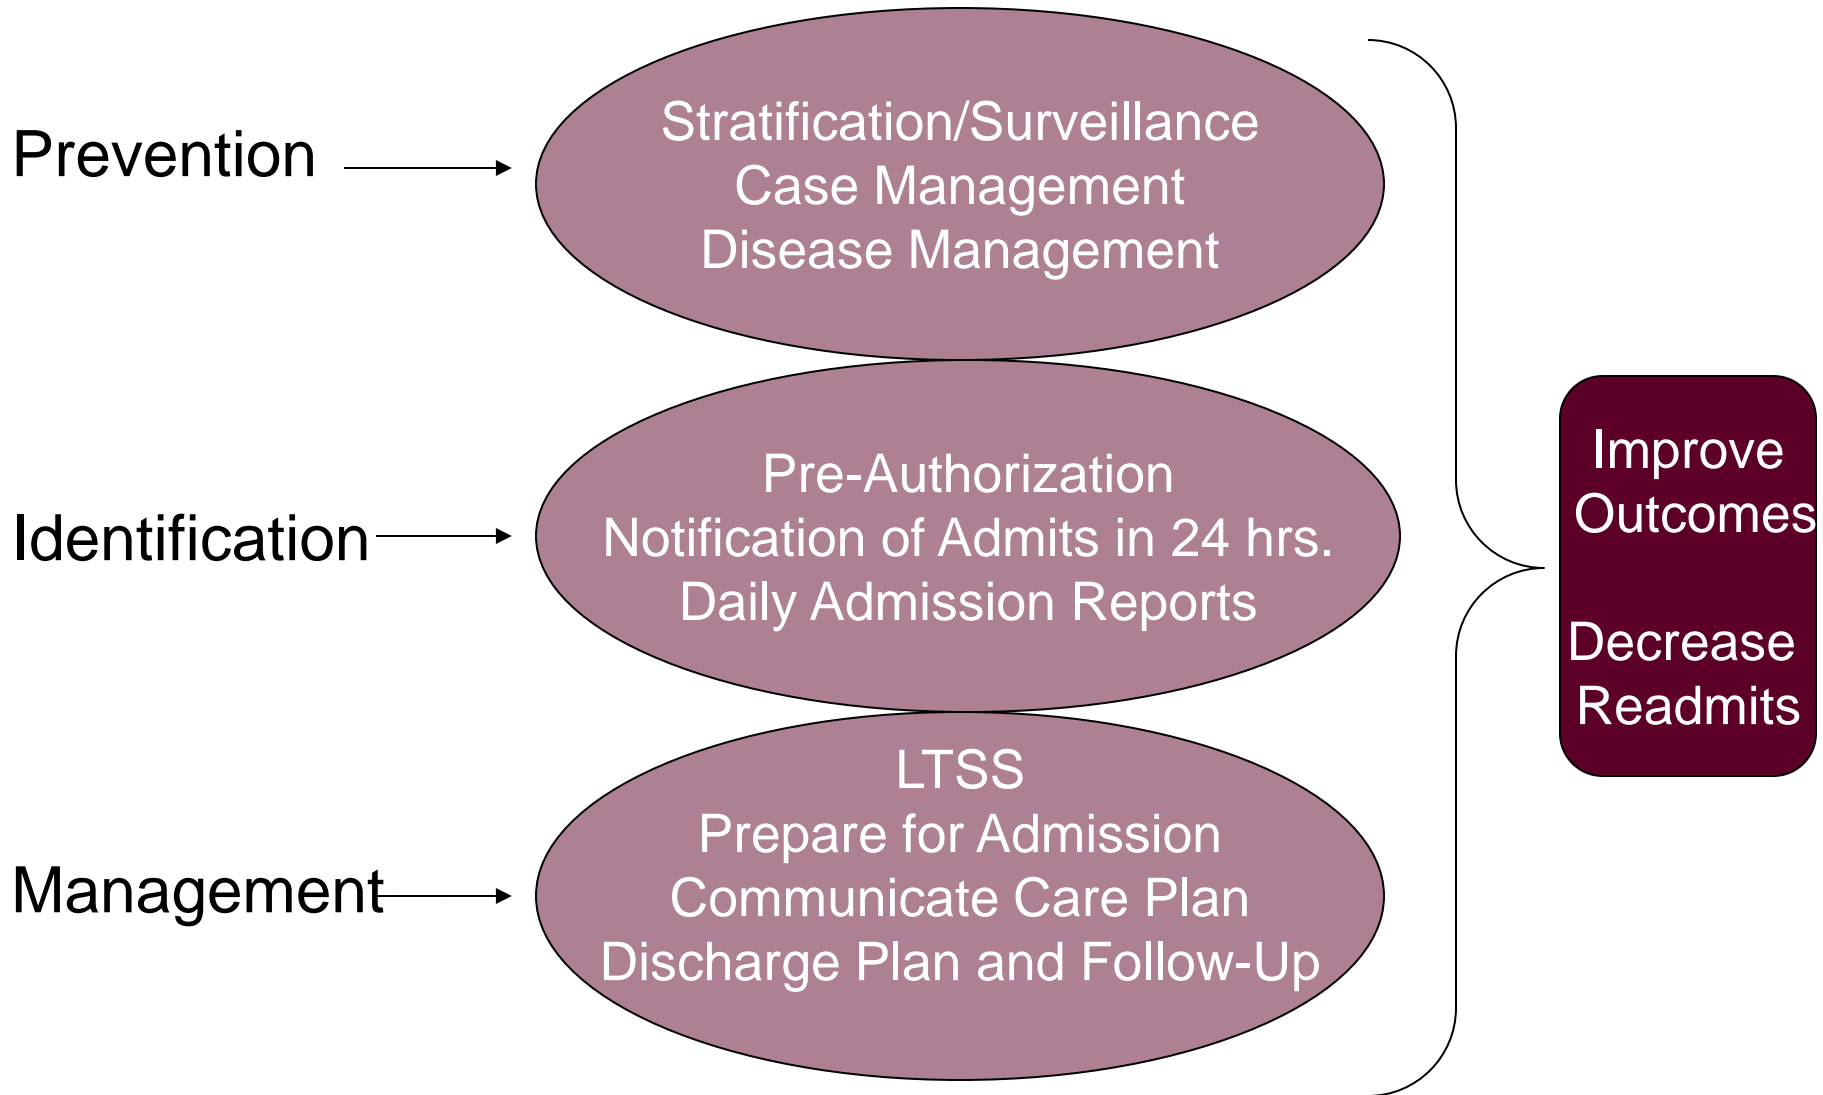 Prevention
Stratification/Surveillance
Case Management
Disease Management
Identification
Pre-Authorization
Notification of Admits in 24 hrs.
Daily Admission Reports
Management
LTSS
Prepare for Admission
Communicate Care Plan
Discharge Plan and Follow-Up
Improve
Outcomes
Decrease
Readmits